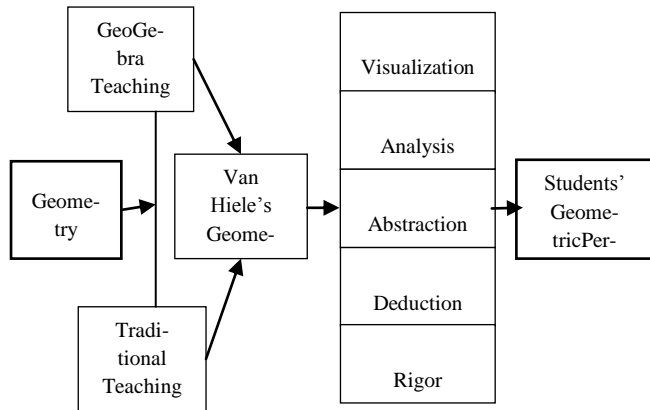 GeoGe-
bra
Teaching
Geome-
try
Tradi-
tional
Teaching
Van
Hiele's
Geome-
Visualization
Analysis
Abstraction
Deduction
Rigor
Students'
Geome-
tricPer-